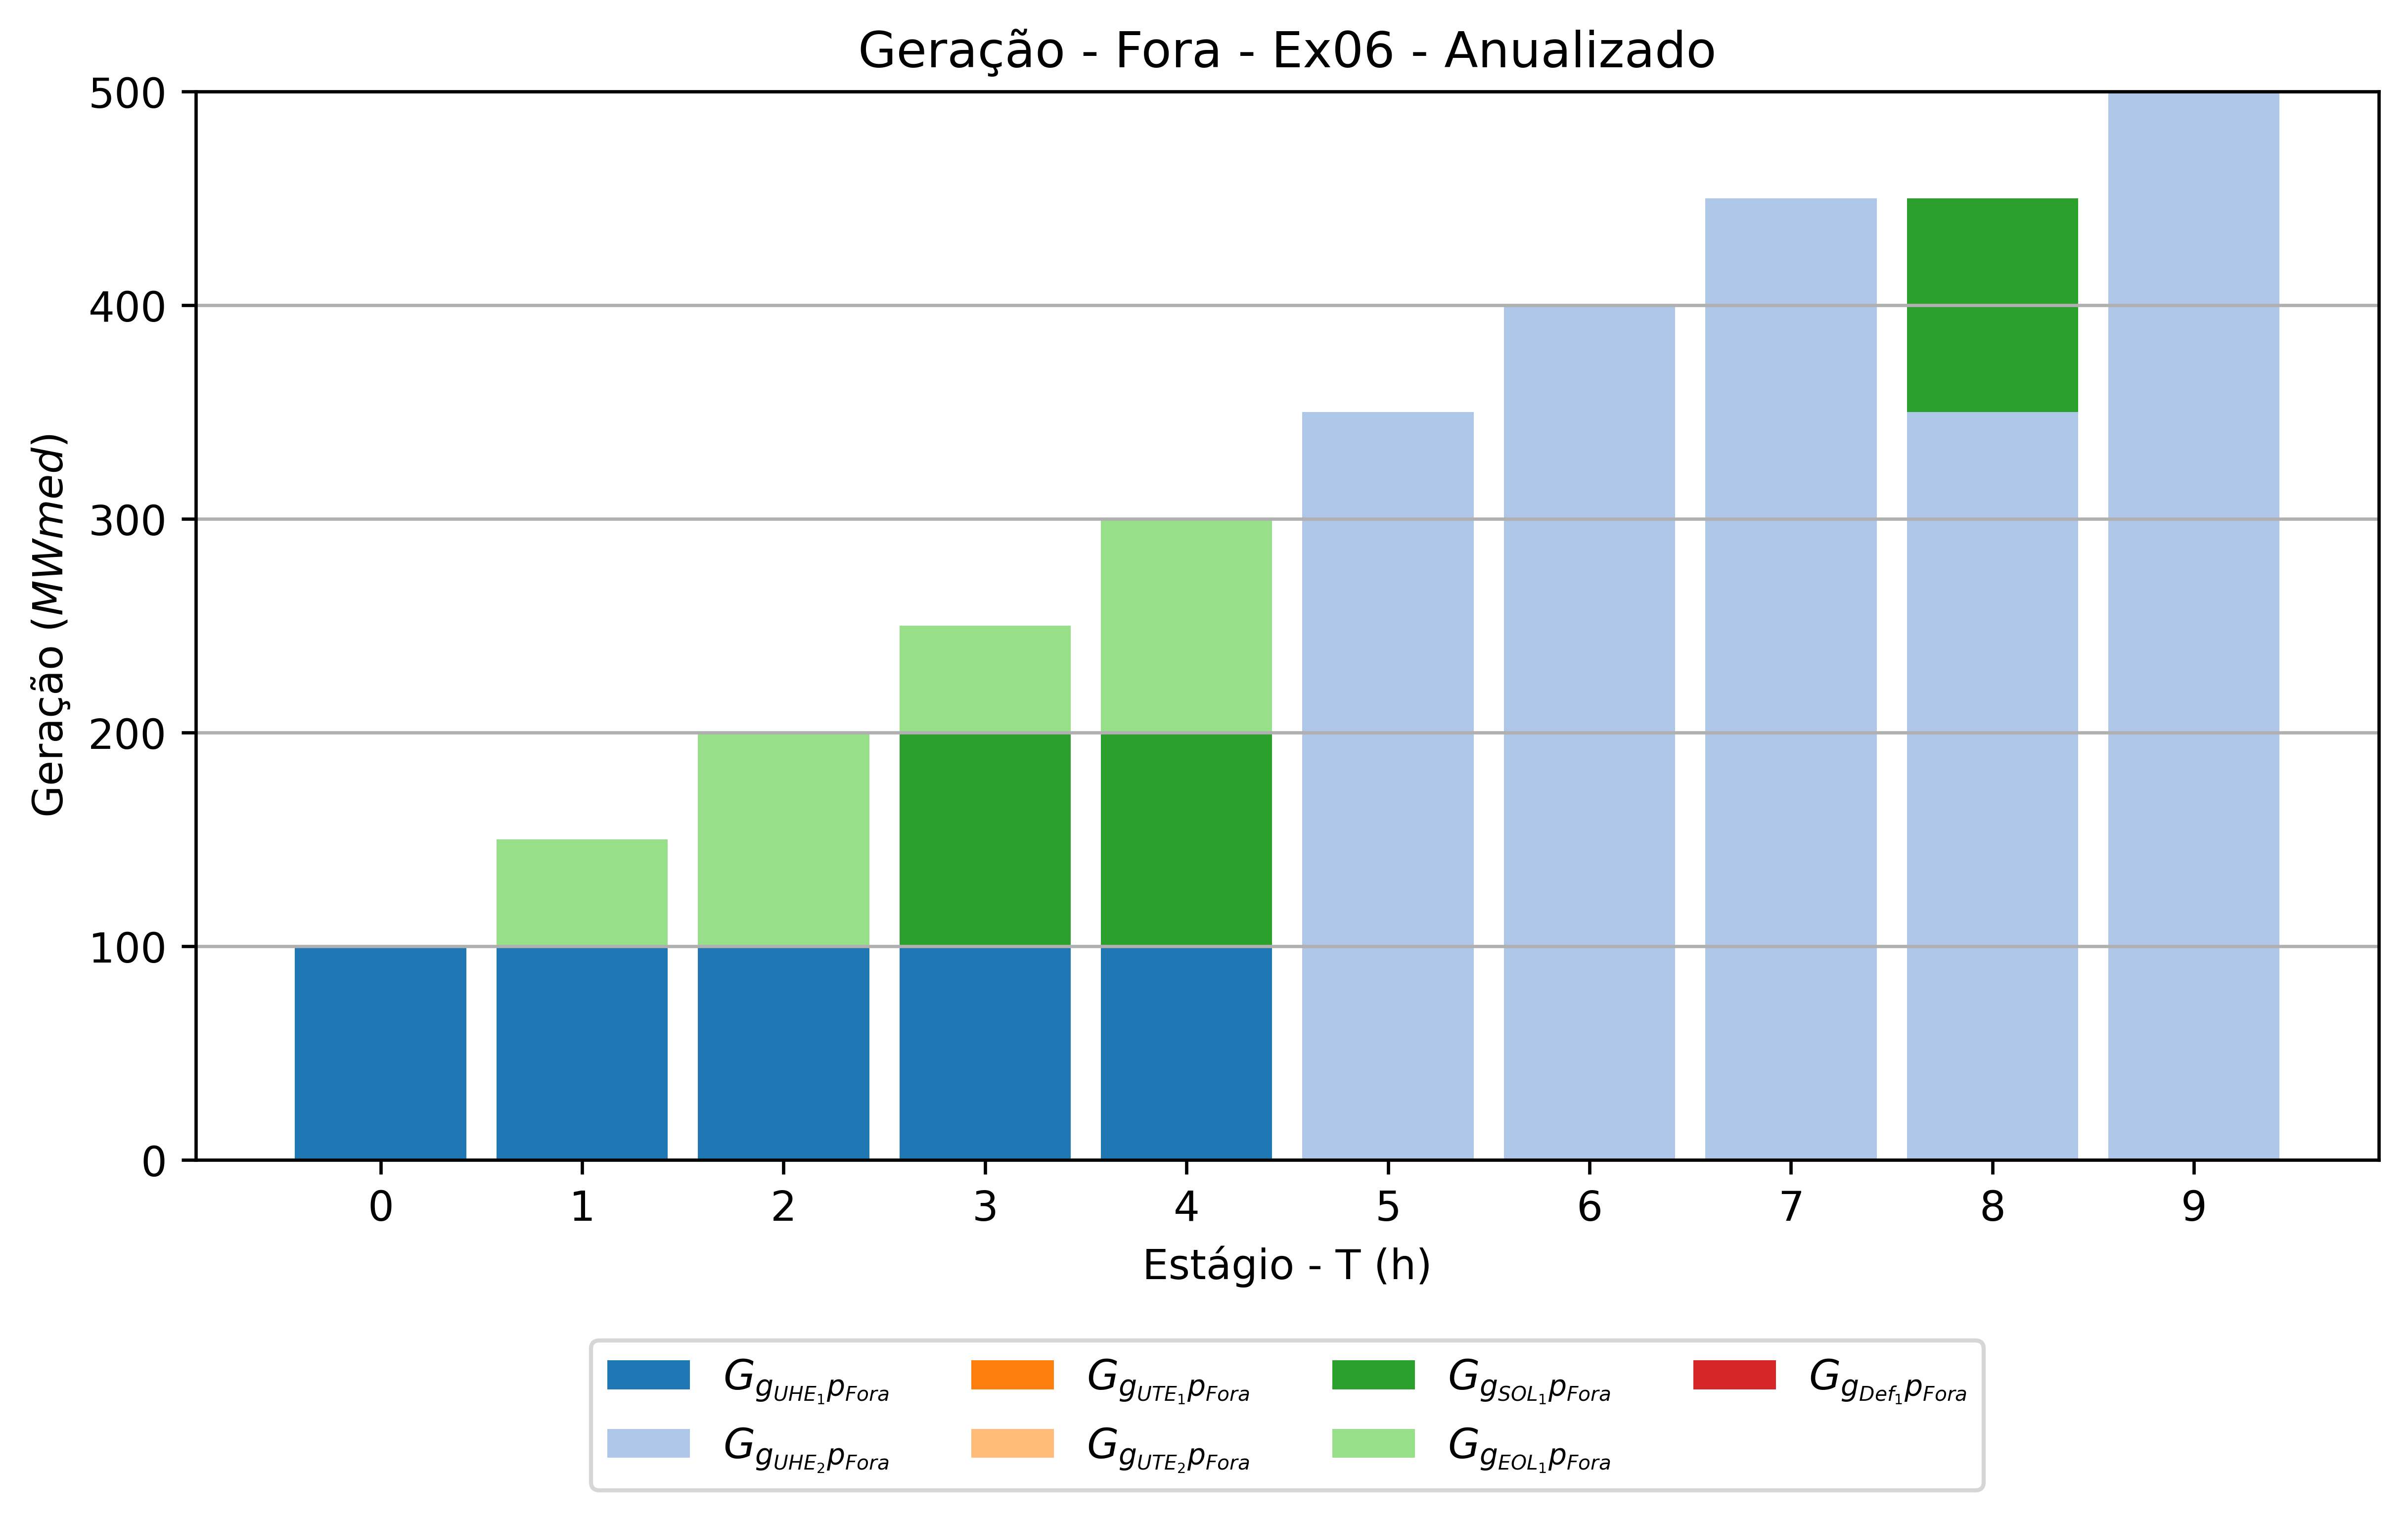 Geração - Fora - Ex06 - Anualizado
500
400
300
200
100
0
Geração (MWmed)
0 1 2 3 4 5 6 7 8 9
Estágio - T (h)
G_{g_{UHE_1}p_{Fora}} G_{g_{UTE_1}p_{Fora}} G_{g_{SOL_1}p_{Fora}} G_{g_{Def_1}p_{Fora}}
G_{g_{UHE_2}p_{Fora}} G_{g_{UTE_2}p_{Fora}} G_{g_{EOL_1}p_{Fora}}